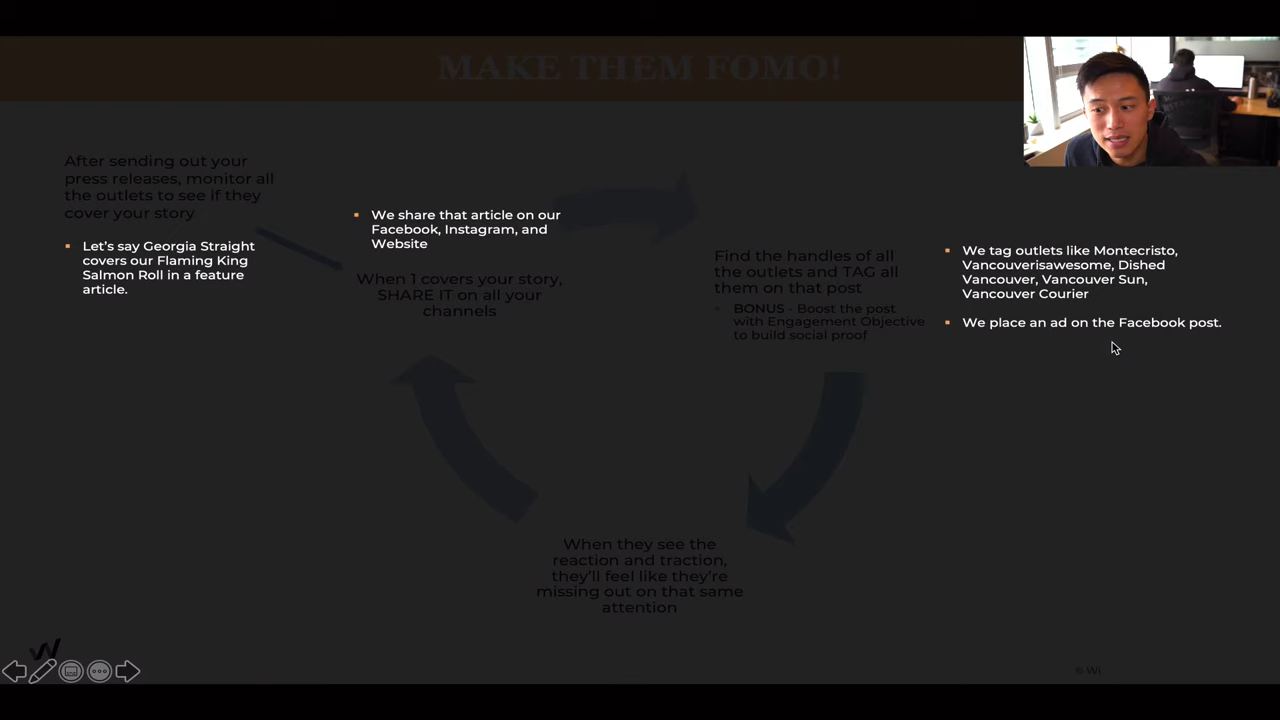 MAKE THEM FOMO!
After sending out your
press releases, monitor all
the outlets to see if they
cover your story
Let's say Georgia Straight
covers our Flaming King
Salmon Roll in a feature
article.
We share that article on our
Facebook, Instagram, and
Website
When 1 covers your story,
SHARE IT on all your
channels
Find the handles of all
the outlets and TAG all
them on that post
BONUS - Boost the post
with Engagement Objective
to build social proof
We tag outlets like Montecristo,
Vancouverisawesome, Dished
Vancouver, Vancouver Sun,
Vancouver Courier
We place an ad on the Facebook post.
When they see the
reaction and traction,
they'll feel like they're
missing out on that same
attention
W
© Wi